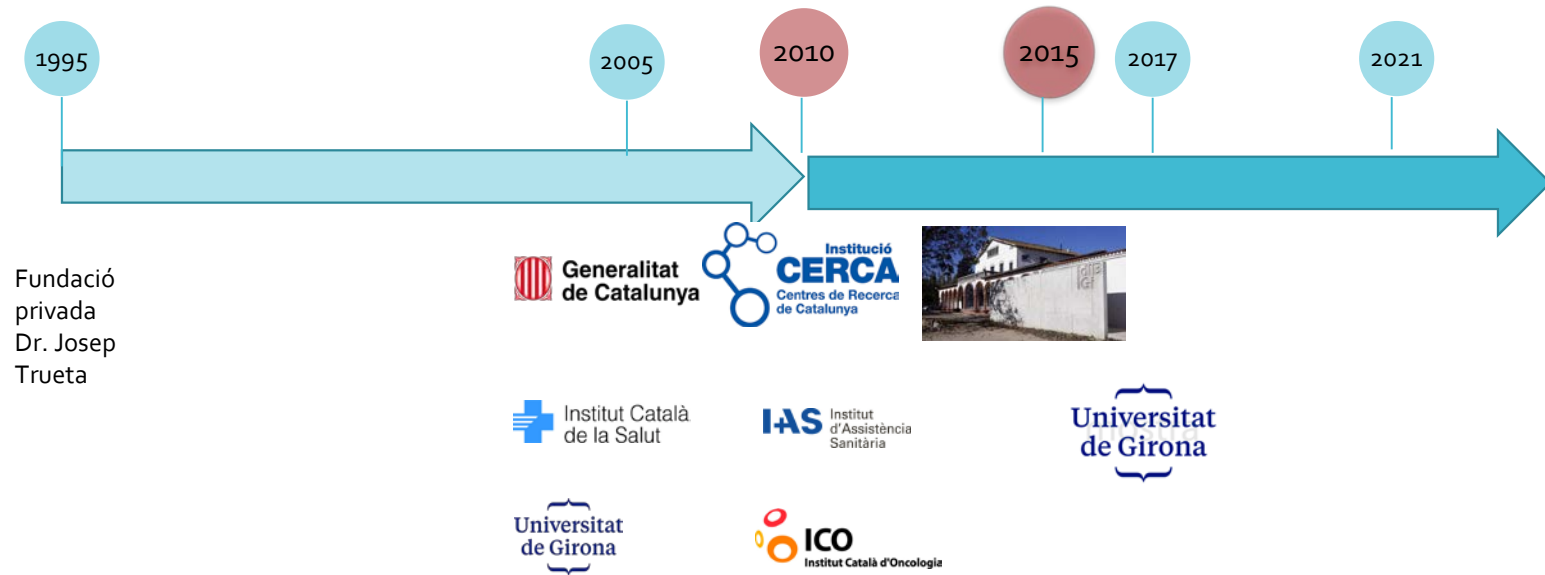 1995
2005
2010
2015
2017
2021
Fundació
privada
Dr. Josep
Trueta
Generalitat
de Catalunya
Institució
CERCA
Centres de Recerca
de Catalunya
idi
Institut Català
de la Salut
IAS
Institut
d'Assistència
Sanitària
Universitat
de Girona
Universitat
de Girona
ICO
Institut Català d'Oncologia